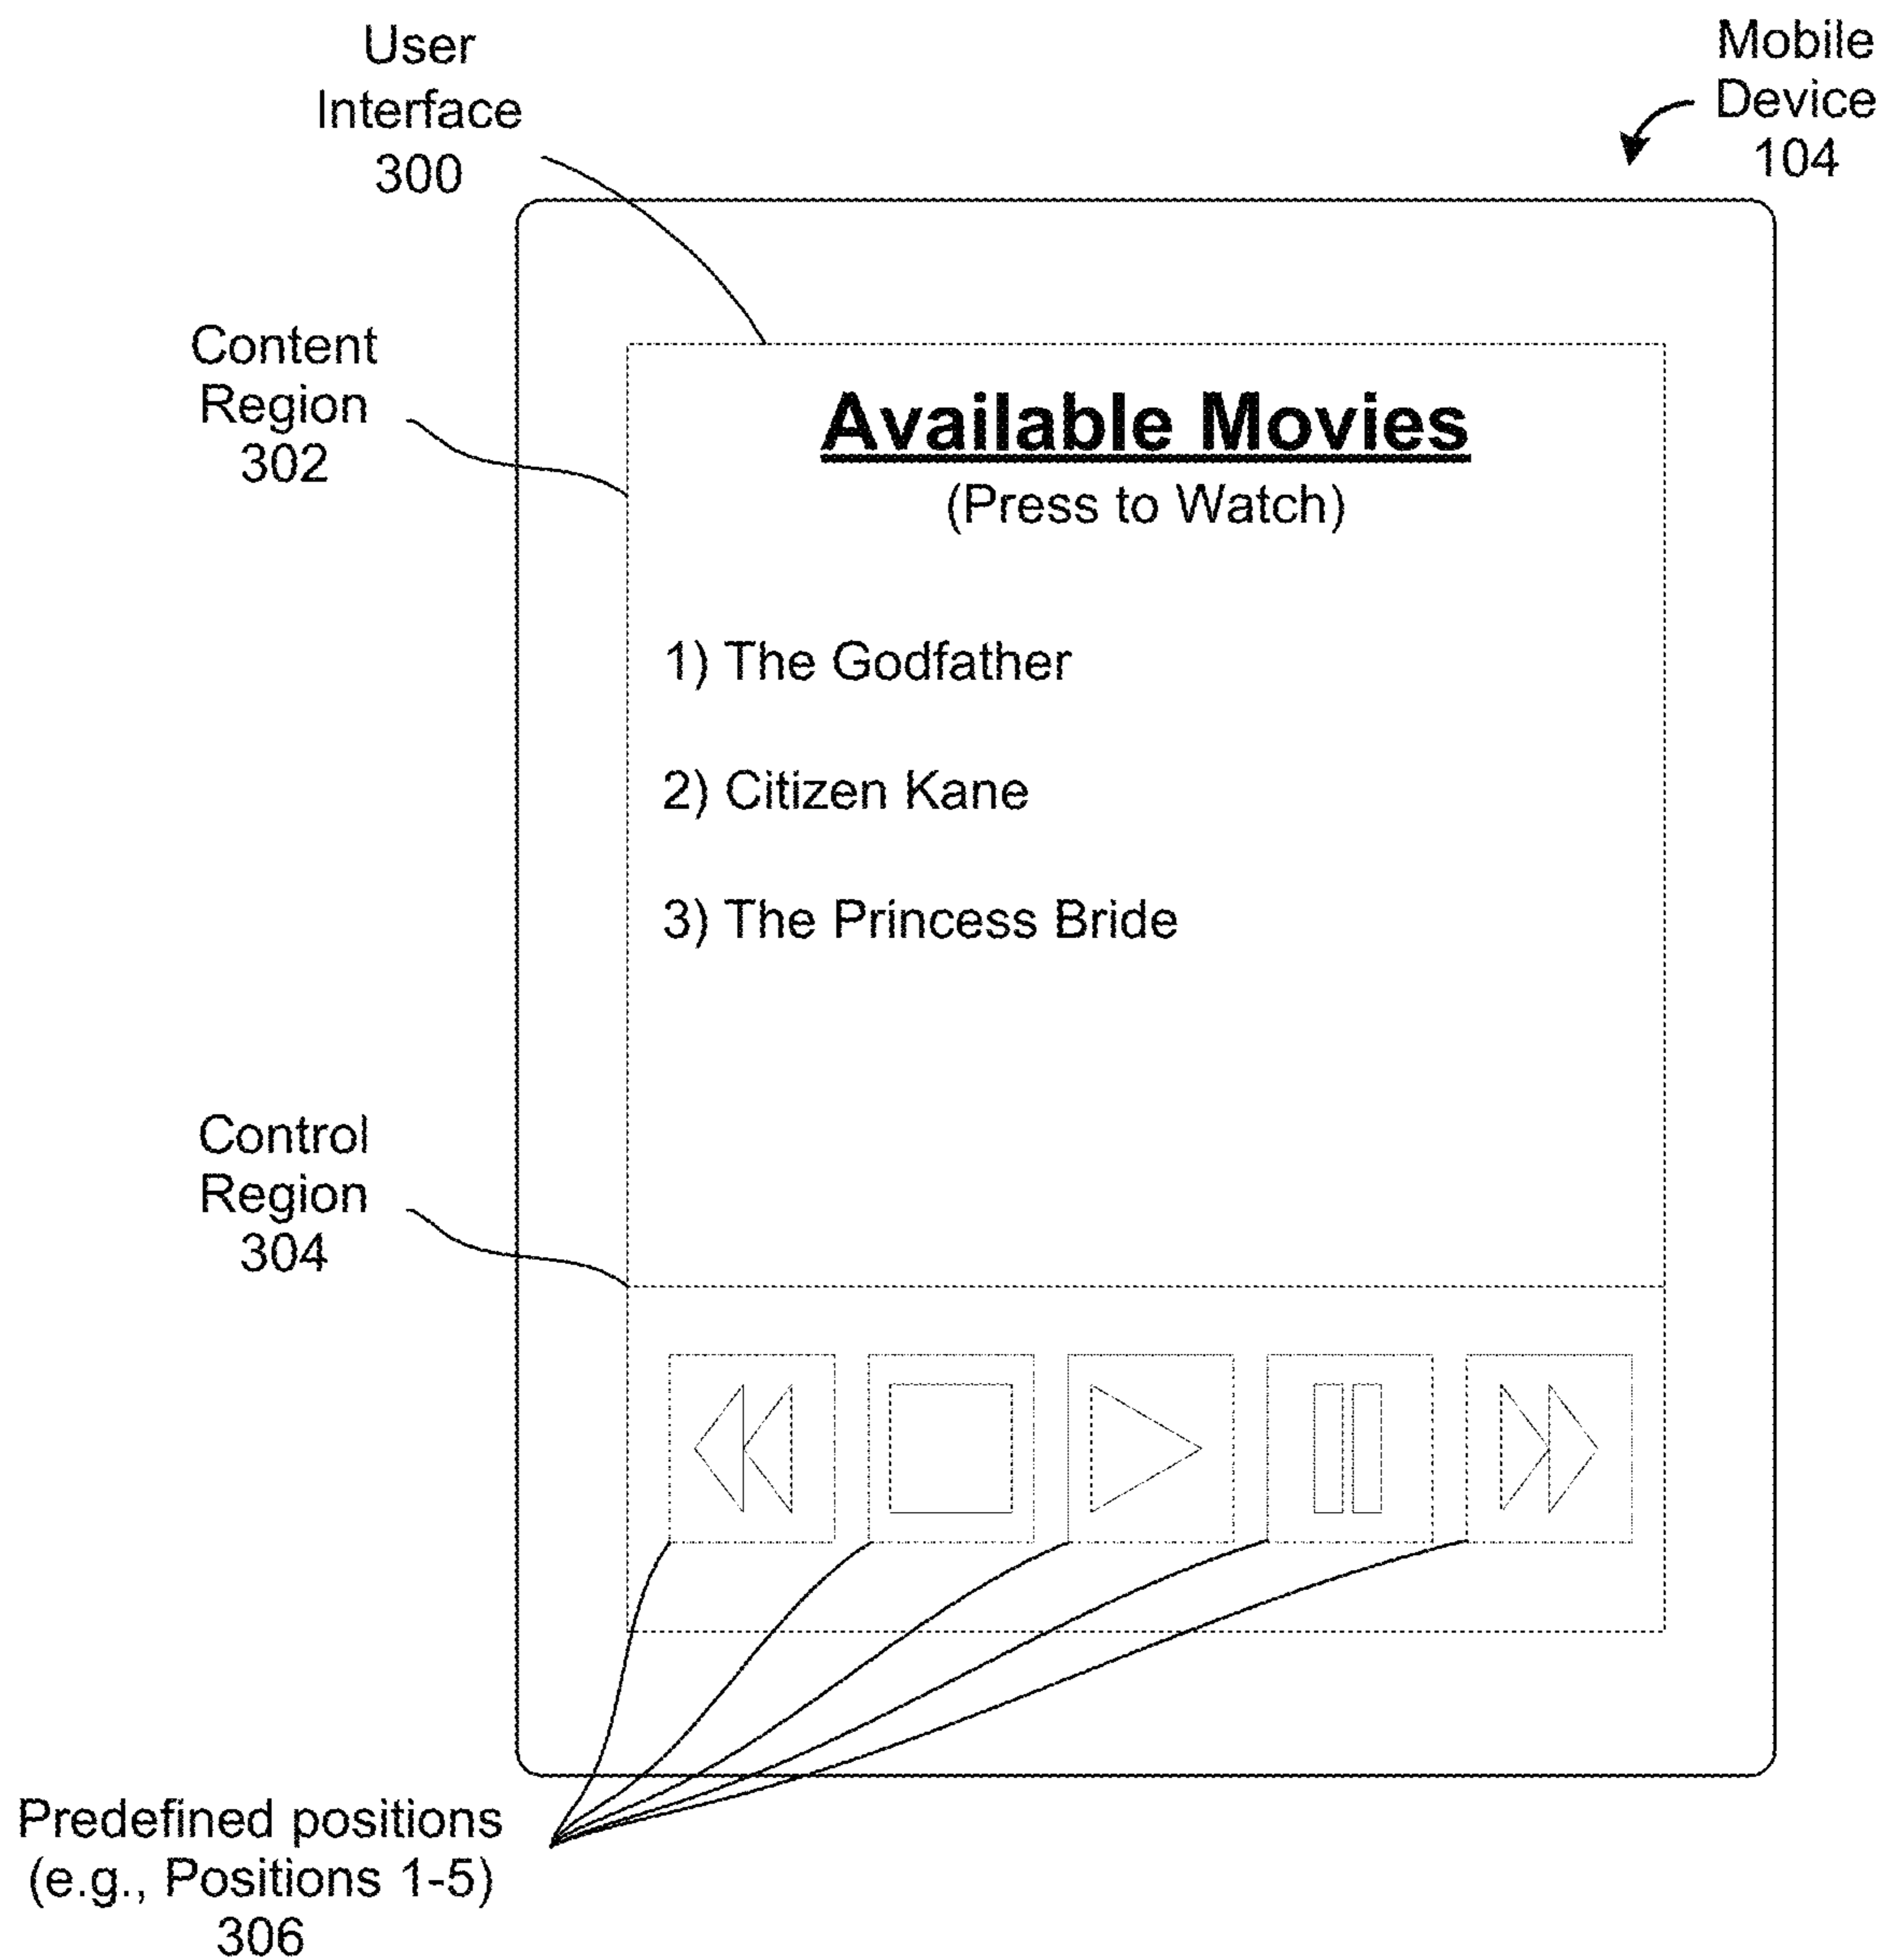 User
Interface
300
Mobile
Device
104
Content
Region
302
Available Movies
(Press to Watch)
1) The Godfather
2) Citizen Kane
3) The Princess Bride
Control
Region
304
Predefined positions
(e.g., Positions 1-5)
306